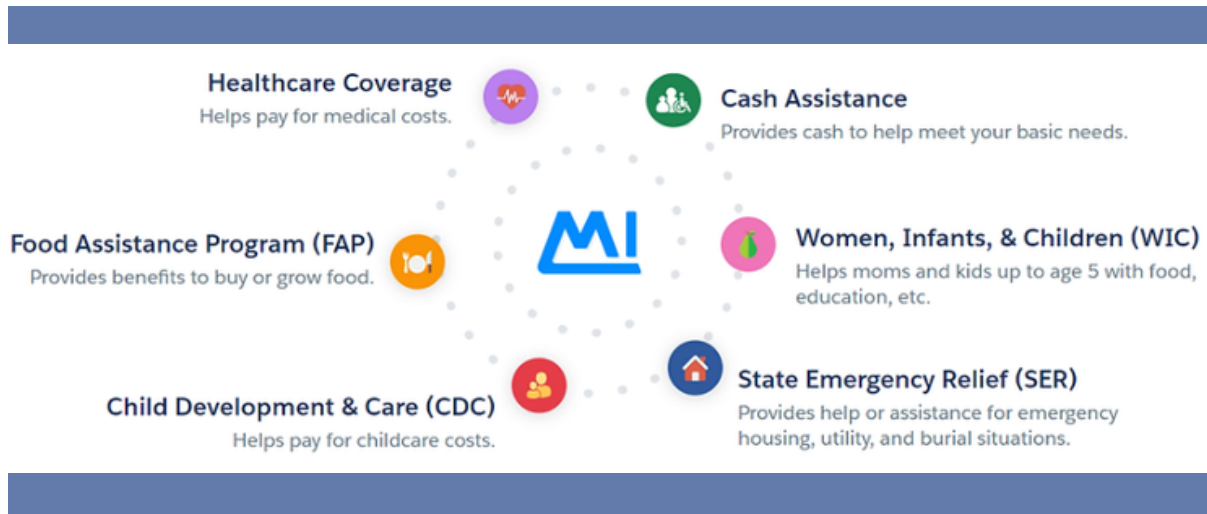 Healthcare Coverage
Helps pay for medical costs.
Cash Assistance
Provides cash to help meet your basic needs.
Food Assistance Program (FAP)
Provides benefits to buy or grow food.
MI
Women, Infants, & Children (WIC)
Helps moms and kids up to age 5 with food,
education, etc.
Child Development & Care (CDC)
Helps pay for childcare costs.
State Emergency Relief (SER)
Provides help or assistance for emergency
housing, utility, and burial situations.